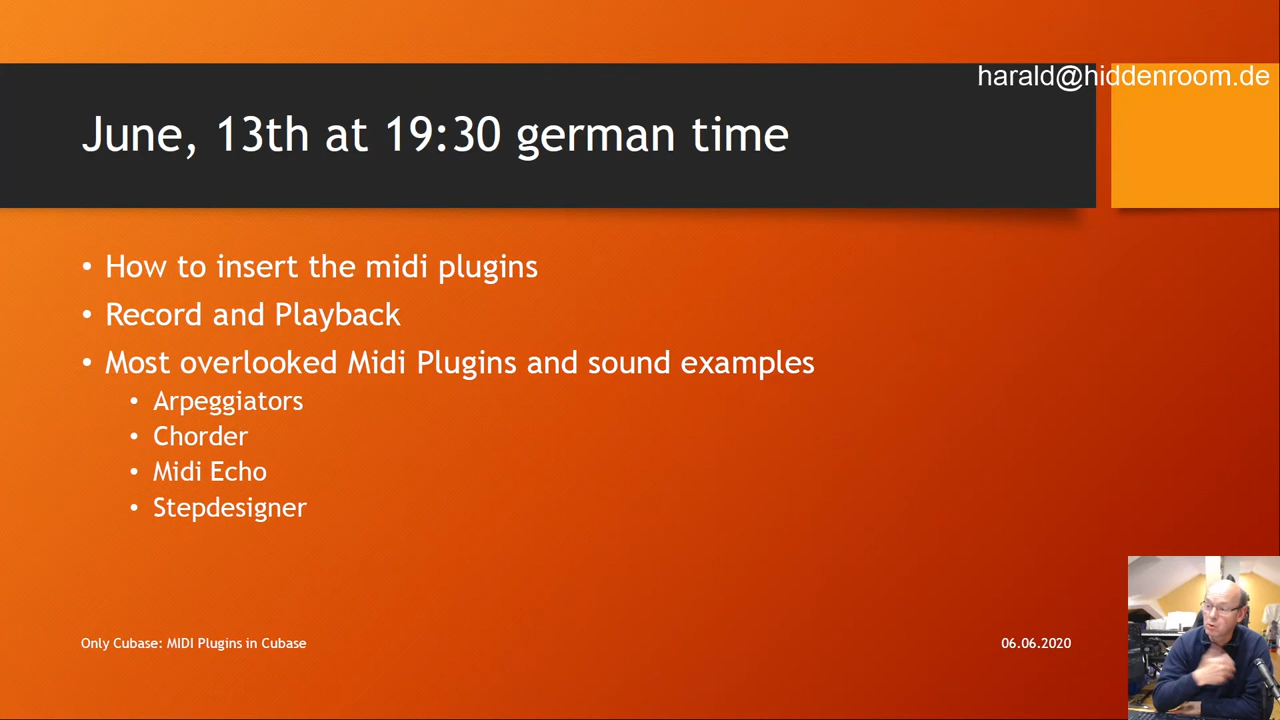 harald@hiddenroom.de
June, 13th at 19:30 german time
• How to insert the midi plugins
• Record and Playback
• Most overlooked Midi Plugins and sound examples
• Arpeggiators
• Chorder
• Midi Echo
• Stepdesigner
Only Cubase: MIDI Plugins in Cubase
06.06.2020